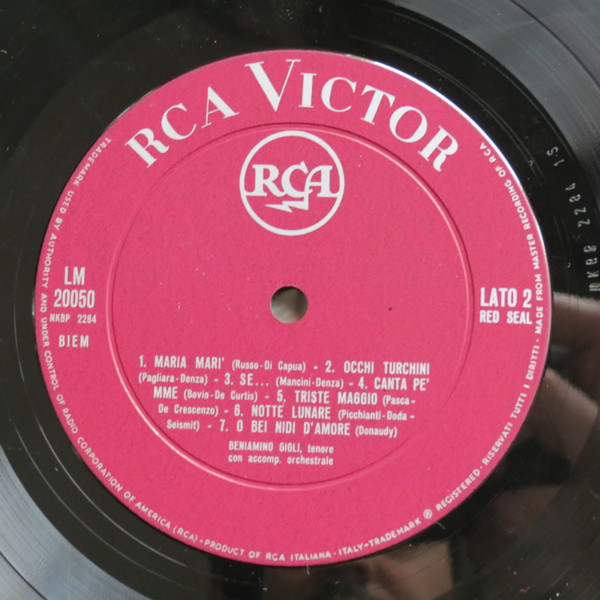 RCA VICTOR
RCA
LM
20050
NKBP 2284
BIEM
LATO 2
RED SEAL
1. MARIA MARI' (Russo-Di Capua) - 2. OCCHI TURCHINI
(Pagliara-Denza) - 3. SE... (Mancini-Denza) - 4. CANTA PE'
MME (Bovio-De Curtis) - 5. TRISTE MAGGIO (Pasca-
De Crescenzo) - 6. NOTTE LUNARE (Picchianti-Doda-
Seismit) - 7. O BEI NIDI D'AMORE (Donaudy)
BENIAMINO GIGLI, tenore
con accomp. orchestrale
TRADEMARK USED BY AUTHORITY AND UNDER CONTROL OF RADIO CORPORATION OF AMERICA (RCA) - PRODUCT OF RCA ITALIANA - ITALY - TRADEMARK ® REGISTERED - RISERVATI TUTTI I DIRITTI - MADE FROM MASTER RECORDING OF RCA